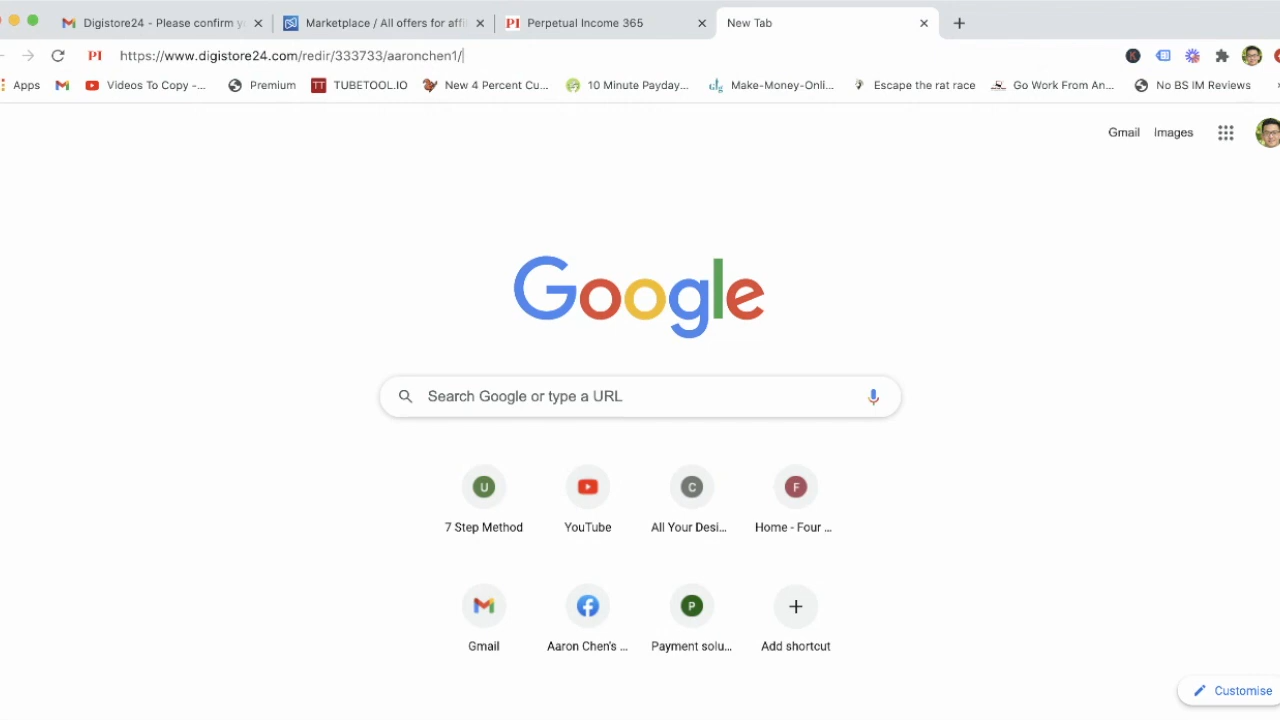 Digistore24 - Please confirm y
Marketplace / All offers for affi
PI Perpetual Income 365
New Tab
PI https://www.digistore24.com/redir/333733/aaronchen1/
K
Apps
Videos To Copy -...
Premium
TT TUBETOOL.IO
New 4 Percent Cu...
10 Minute Payday...
Make-Money-Onli...
Escape the rat race
Go Work From An...
No BS IM Reviews
Gmail
Images
Google
Search Google or type a URL
U
C
F
7 Step Method
YouTube
All Your Desi...
Home - Four ...
P
Gmail
Aaron Chen's ...
Payment solu...
Add shortcut
Customise